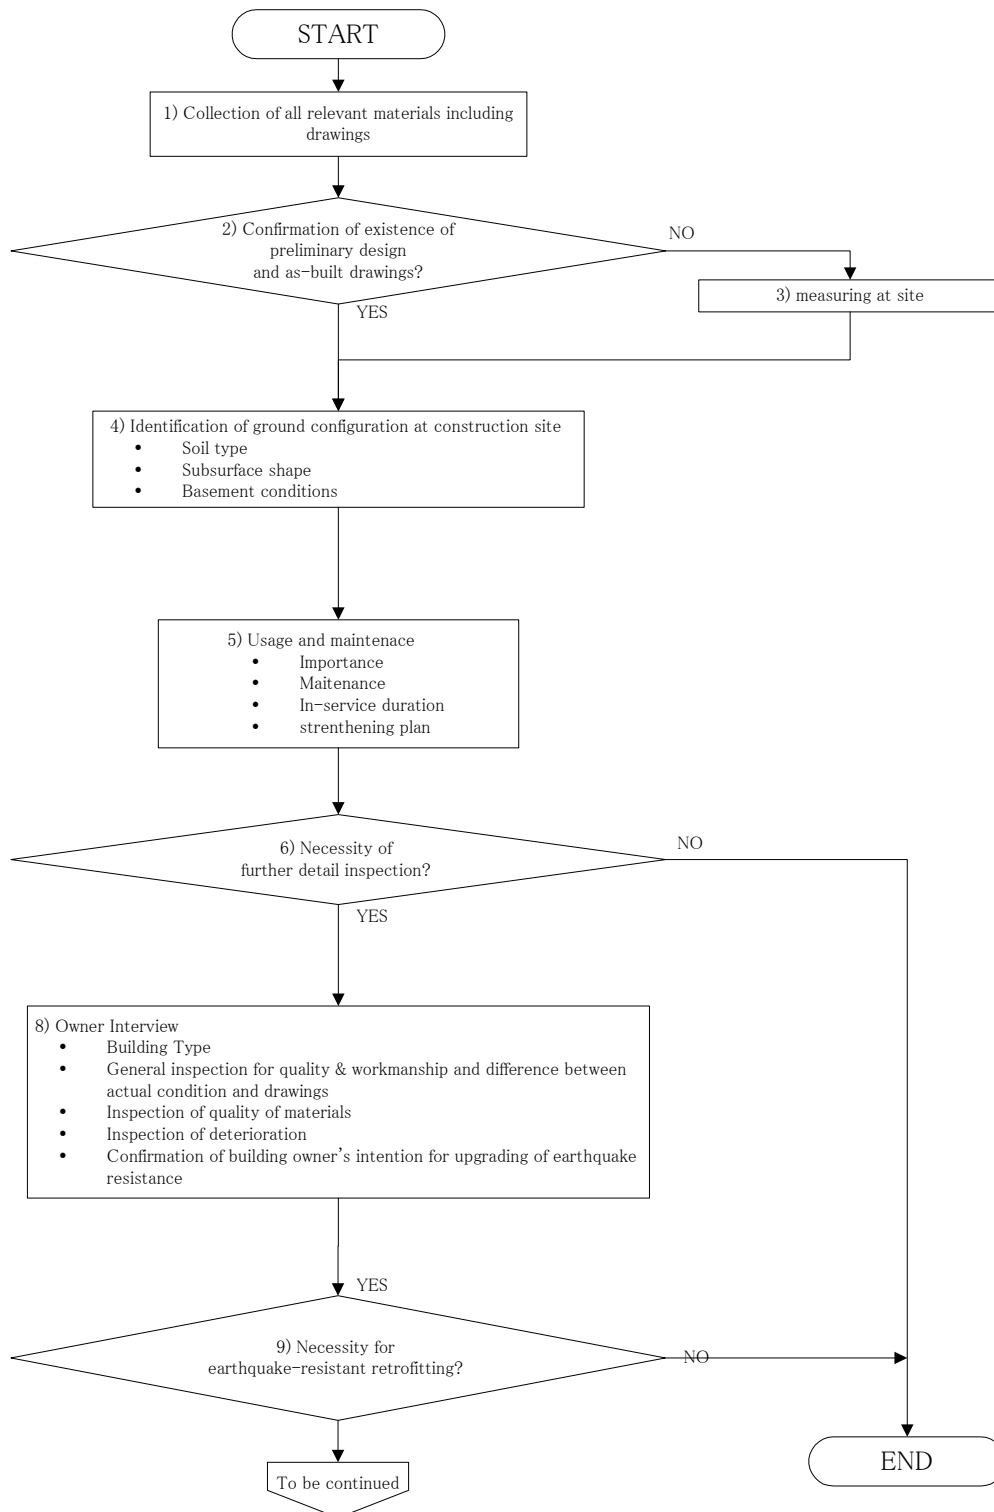 START
1) Collection of all relevant materials including
drawings
2) Confirmation of existence of
preliminary design
and as-built drawings?
NO
3) measuring at site
YES
4) Identification of ground configuration at construction site
• Soil type
• Subsurface shape
• Basement conditions
5) Usage and maintenace
• Importance
• Maitenance
• In-service duration
• strenthening plan
6) Necessity of
further detail inspection?
NO
YES
8) Owner Interview
• Building Type
• General inspection for quality & workmanship and difference between
actual condition and drawings
• Inspection of quality of materials
• Inspection of deterioration
• Confirmation of building owner's intention for upgrading of earthquake
resistance
YES
9) Necessity for
earthquake-resistant retrofitting?
NO
END
To be continued